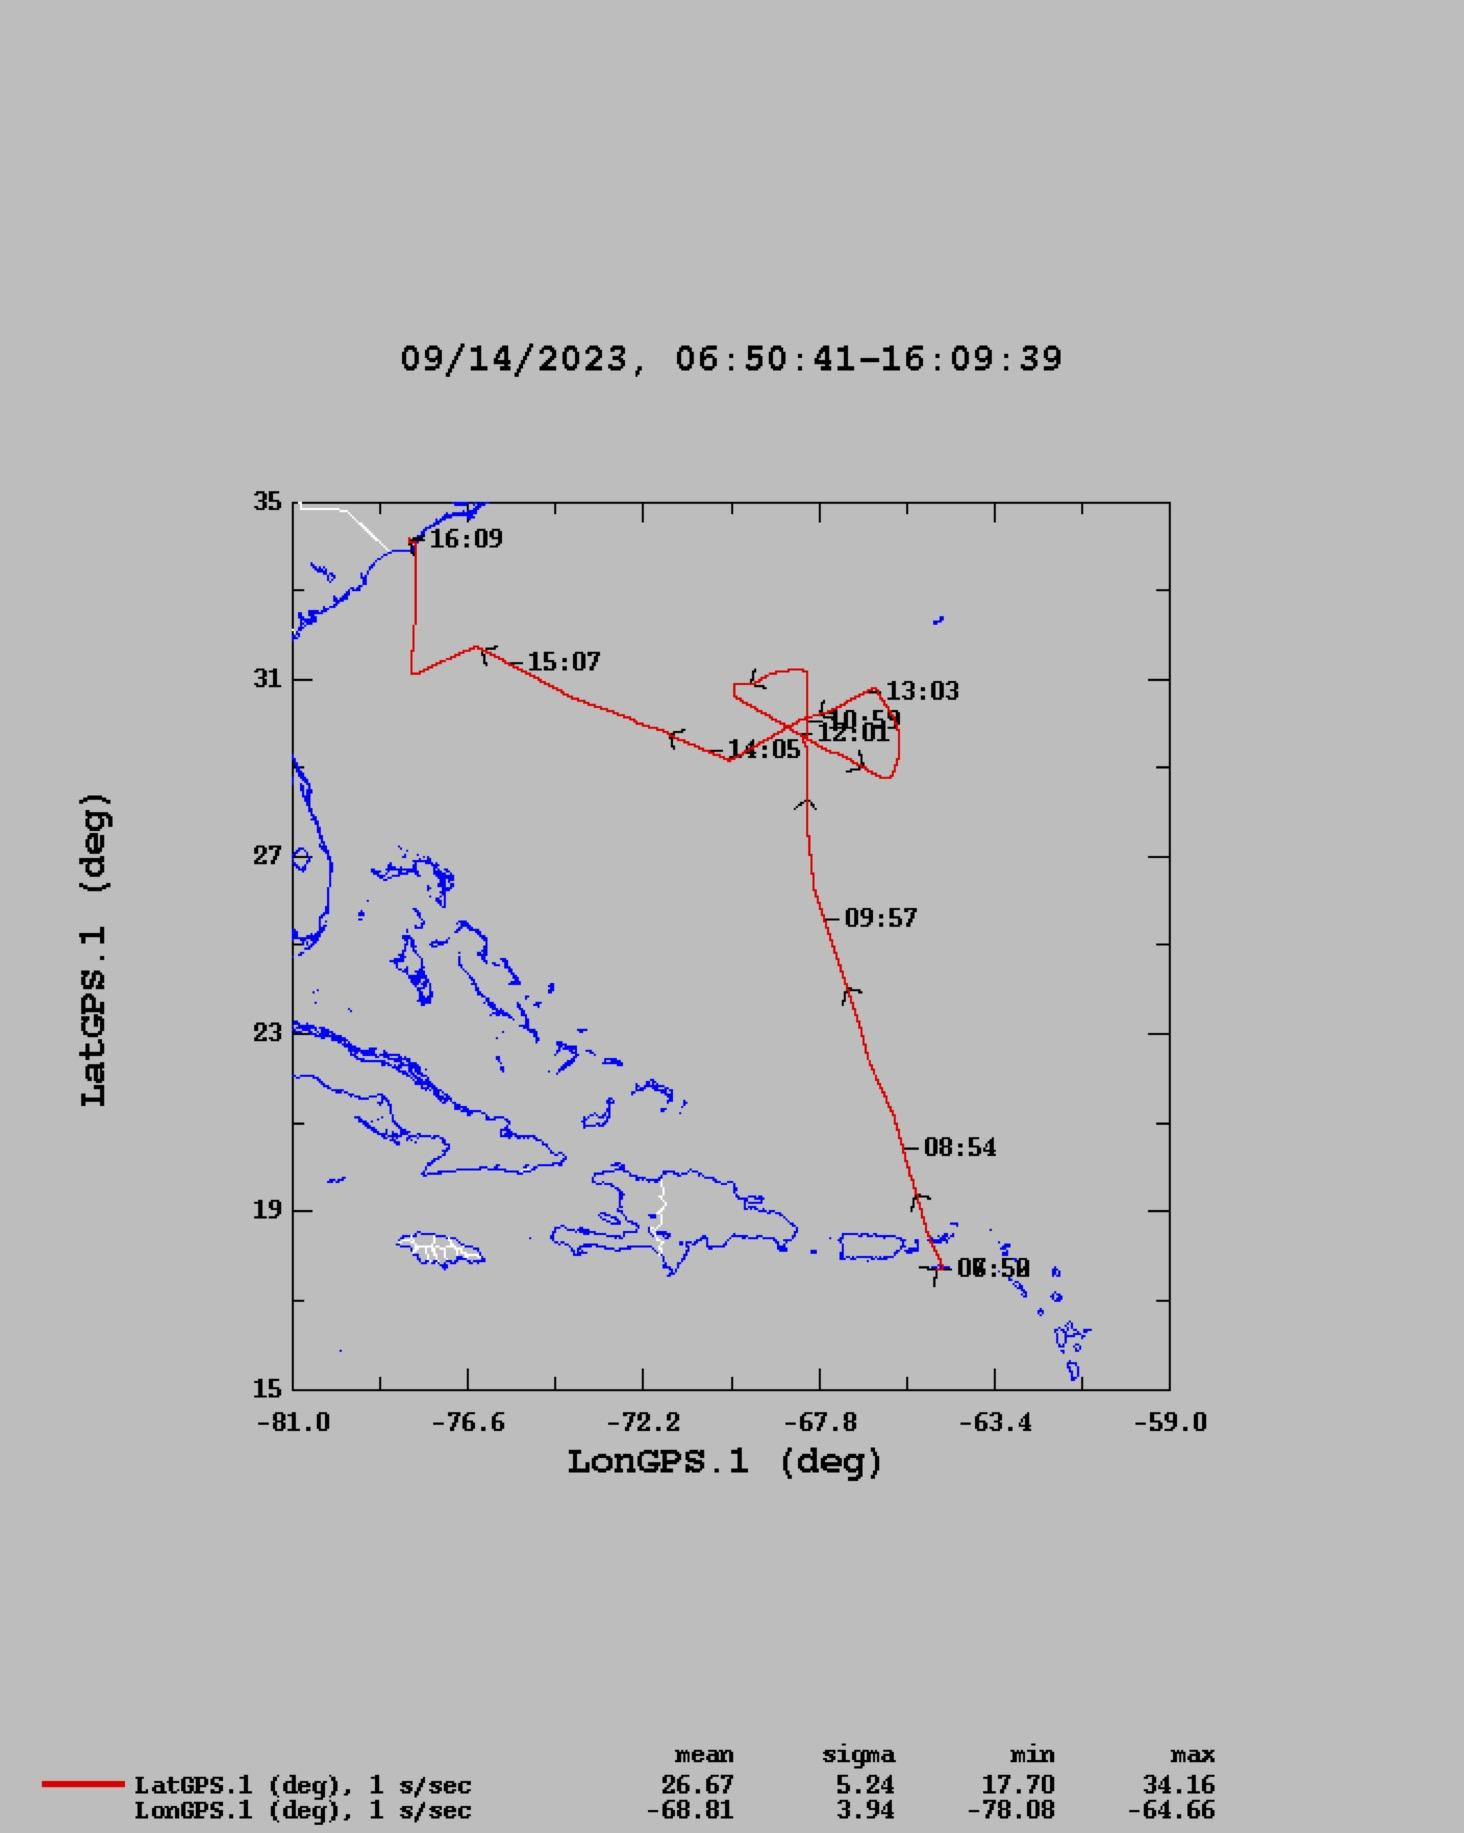 09/14/2023, 06:50:41-16:09:39
35
16:09
15:07
31
13:03
10:59
12:01
14:05
27
09:57
LatGPS.1 (deg)
23
08:54
19
15
-81.0 -76.6 -72.2 -67.8 -63.4 -59.0
LonGPS.1 (deg)
mean sigma min max
LatGPS.1 (deg), 1 s/sec 26.67 5.24 17.70 34.16
LonGPS.1 (deg), 1 s/sec -68.81 3.94 -78.08 -64.66